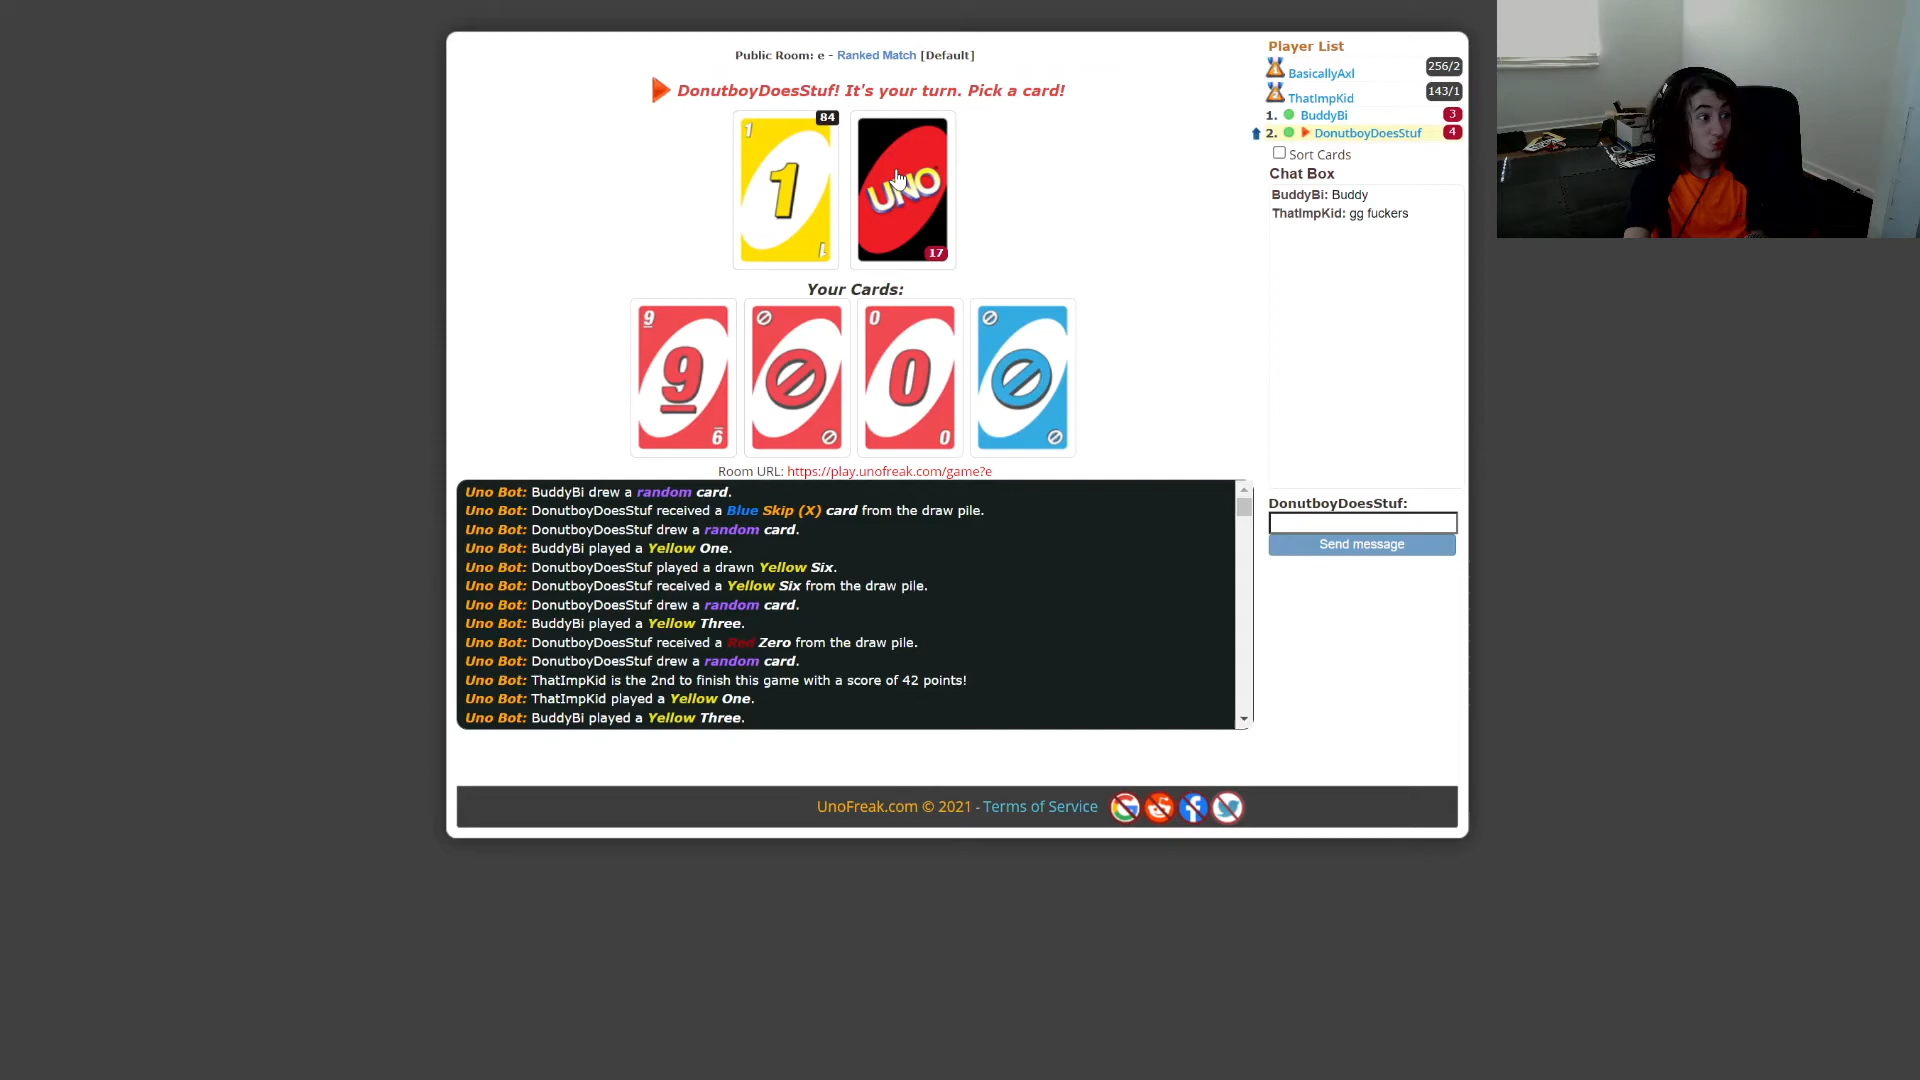 Public Room: e - Ranked Match [Default]
DonutboyDoesStuf! It's your turn. Pick a card!
84
1
1
1
UNO
17
Your Cards:
9
9
9
0
0
0
Room URL: https://play.unofreak.com/game?e
Uno Bot: BuddyBi drew a random card.
Uno Bot: DonutboyDoesStuf received a Blue Skip (X) card from the draw pile.
Uno Bot: DonutboyDoesStuf drew a random card.
Uno Bot: BuddyBi played a Yellow One.
Uno Bot: DonutboyDoesStuf played a drawn Yellow Six.
Uno Bot: DonutboyDoesStuf received a Yellow Six from the draw pile.
Uno Bot: DonutboyDoesStuf drew a random card.
Uno Bot: BuddyBi played a Yellow Three.
Uno Bot: DonutboyDoesStuf received a Red Zero from the draw pile.
Uno Bot: DonutboyDoesStuf drew a random card.
Uno Bot: ThatImpKid is the 2nd to finish this game with a score of 42 points!
Uno Bot: ThatImpKid played a Yellow One.
Uno Bot: BuddyBi played a Yellow Three.
Player List
BasicallyAxl 256/2
ThatImpKid 143/1
1. BuddyBi 3
2. DonutboyDoesStuf 4
Sort Cards
Chat Box
BuddyBi: Buddy
ThatImpKid: gg fuckers
DonutboyDoesStuf:
Send message
UnoFreak.com © 2021 - Terms of Service